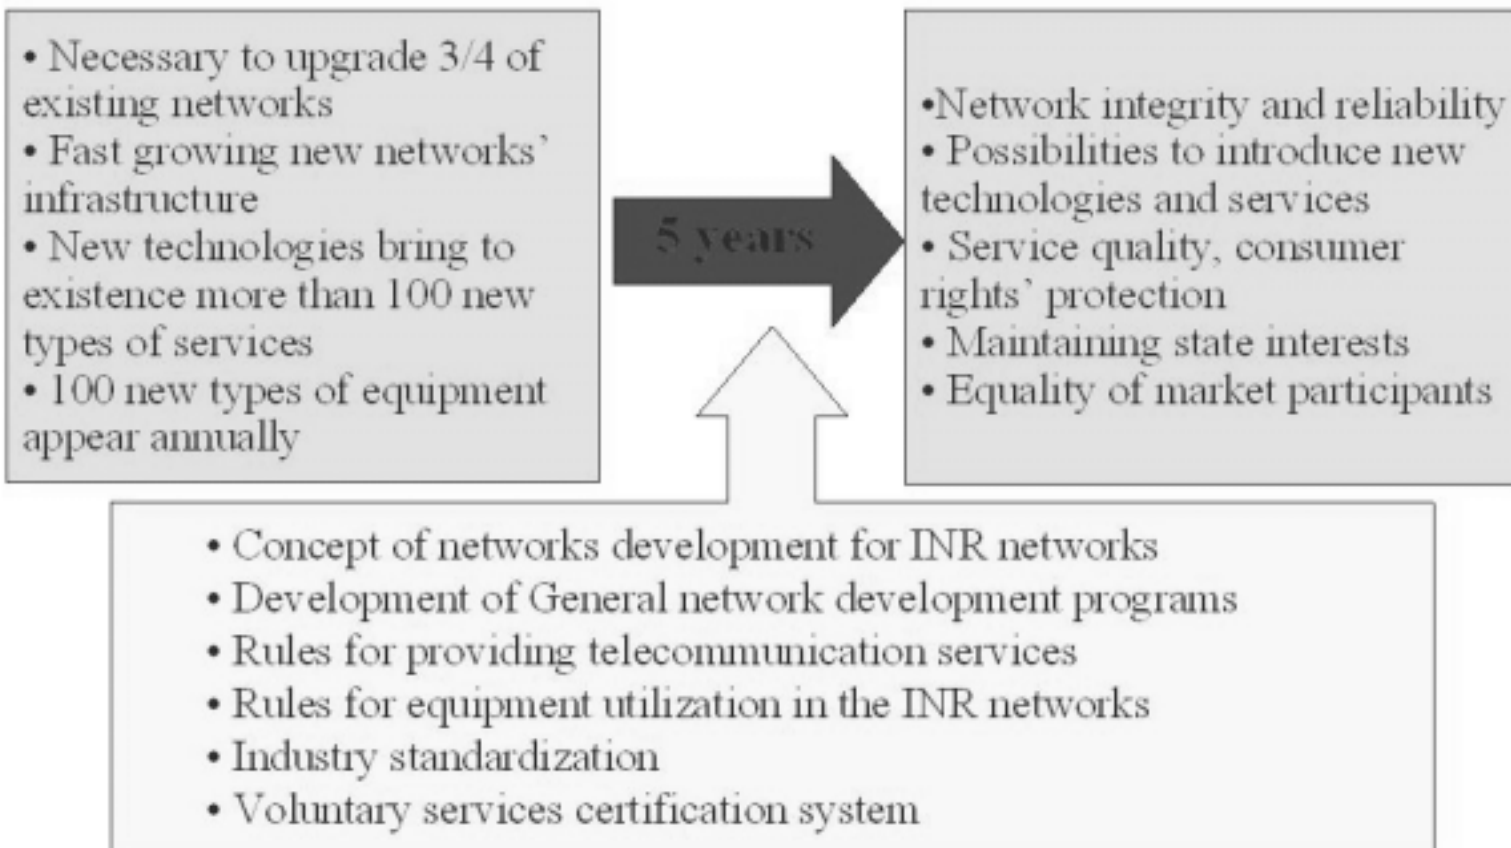 • Necessary to upgrade 3/4 of
existing networks
• Fast growing new networks’
infrastructure
• New technologies bring to
existence more than 100 new
types of services
• 100 new types of equipment
appear annually
5 years
•Network integrity and reliability
• Possibilities to introduce new
technologies and services
• Service quality, consumer
rights’ protection
• Maintaining state interests
• Equality of market participants
• Concept of networks development for INR networks
• Development of General network development programs
• Rules for providing telecommunication services
• Rules for equipment utilization in the INR networks
• Industry standardization
• Voluntary services certification system